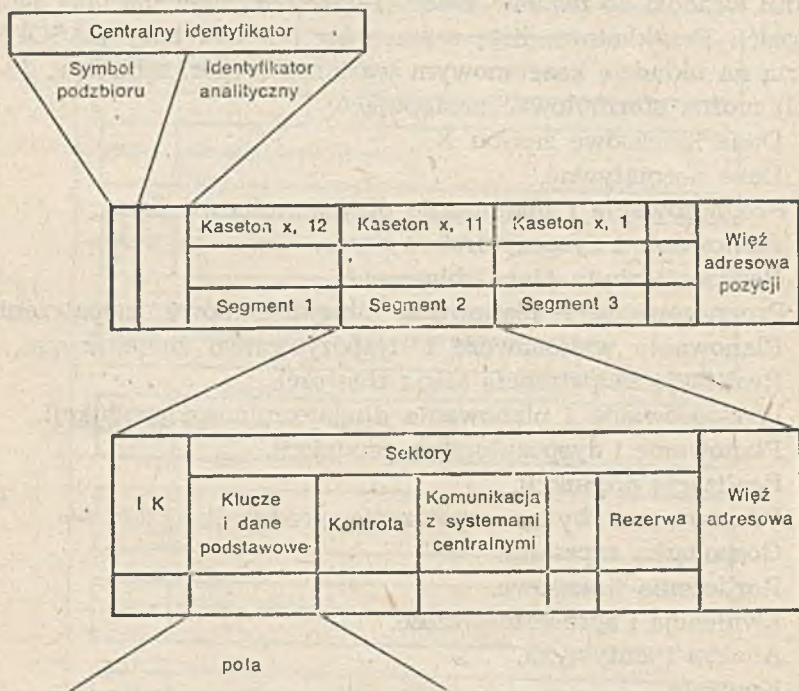 Centralny identyfikator
Symbol podzbioru
Identyfikator analityczny
Kaseton x, 12
Kaseton x, 11
Kaseton x, 1
Więź adresowa pozycji
Segment 1
Segment 2
Segment 3
Sektory
I K
Klucze i dane podstawowe
Kontrola
Komunikacja z systemami centralnymi
Rezerwa
Więź adresowa
pola